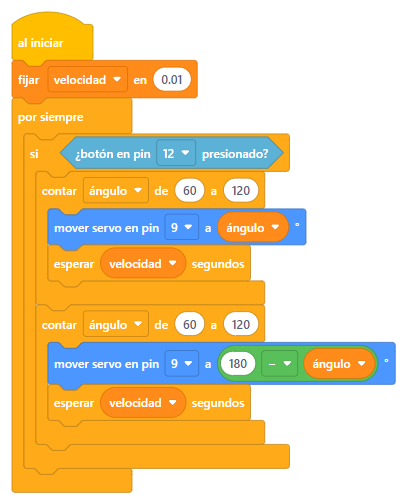 al iniciar
fijar velocidad en 0.01
por siempre
si ¿botón en pin 12 presionado?
contar ángulo de 60 a 120
mover servo en pin 9 a ángulo °
esperar velocidad segundos
contar ángulo de 60 a 120
mover servo en pin 9 a 180 - ángulo °
esperar velocidad segundos